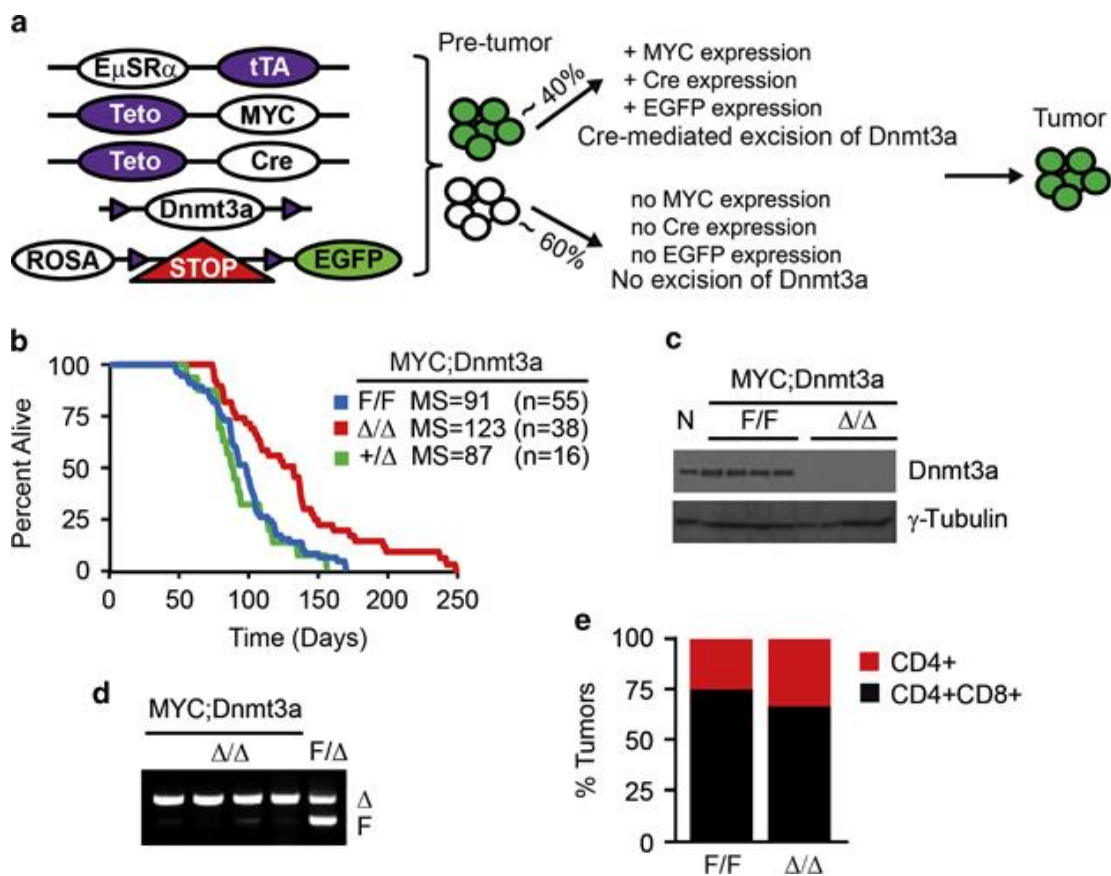 a
EμSRα tTA
Teto MYC
Teto Cre
Dnmt3a
ROSA STOP EGFP
Pre-tumor
~ 40%
+ MYC expression
+ Cre expression
+ EGFP expression
Cre-mediated excision of Dnmt3a
~ 60%
no MYC expression
no Cre expression
no EGFP expression
No excision of Dnmt3a
Tumor
b
Percent Alive
100
75
50
25
0
0 50 100 150 200 250
Time (Days)
MYC;Dnmt3a
F/F MS=91 (n=55)
Δ/Δ MS=123 (n=38)
+/Δ MS=87 (n=16)
c
MYC;Dnmt3a
N F/F Δ/Δ
Dnmt3a
γ-Tubulin
d
MYC;Dnmt3a
Δ/Δ F/Δ
Δ
F
e
% Tumors
100
75
50
25
0
F/F Δ/Δ
CD4+
CD4+CD8+